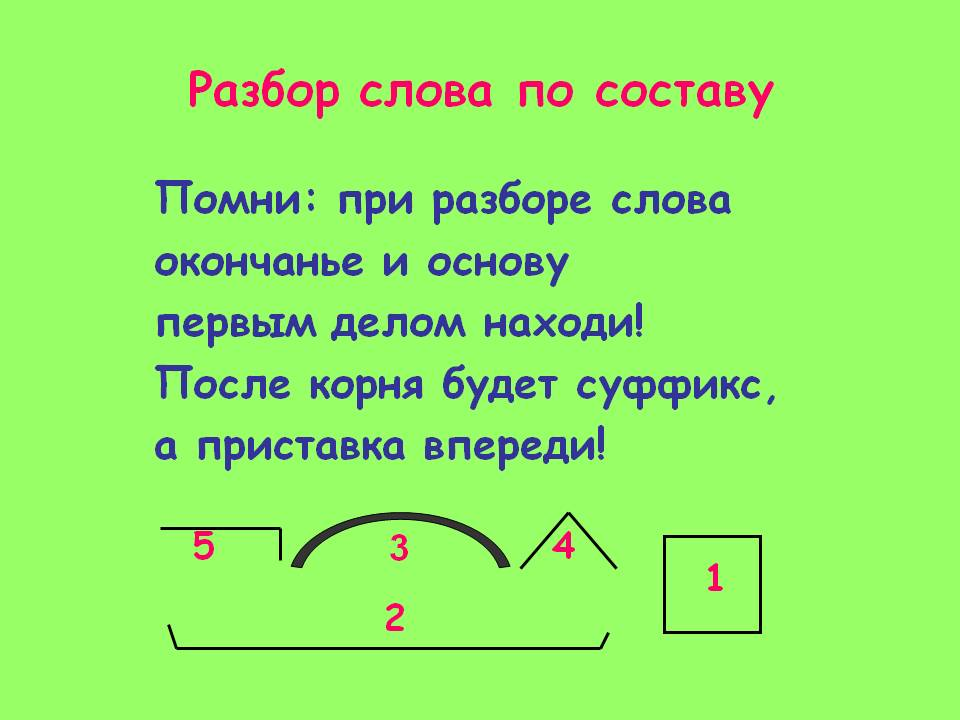 Разбор слова по составу
Помни: при разборе слова
окончанье и основу
первым делом находи!
После корня будет суффикс,
а приставка впереди!
5 3 4
1
2